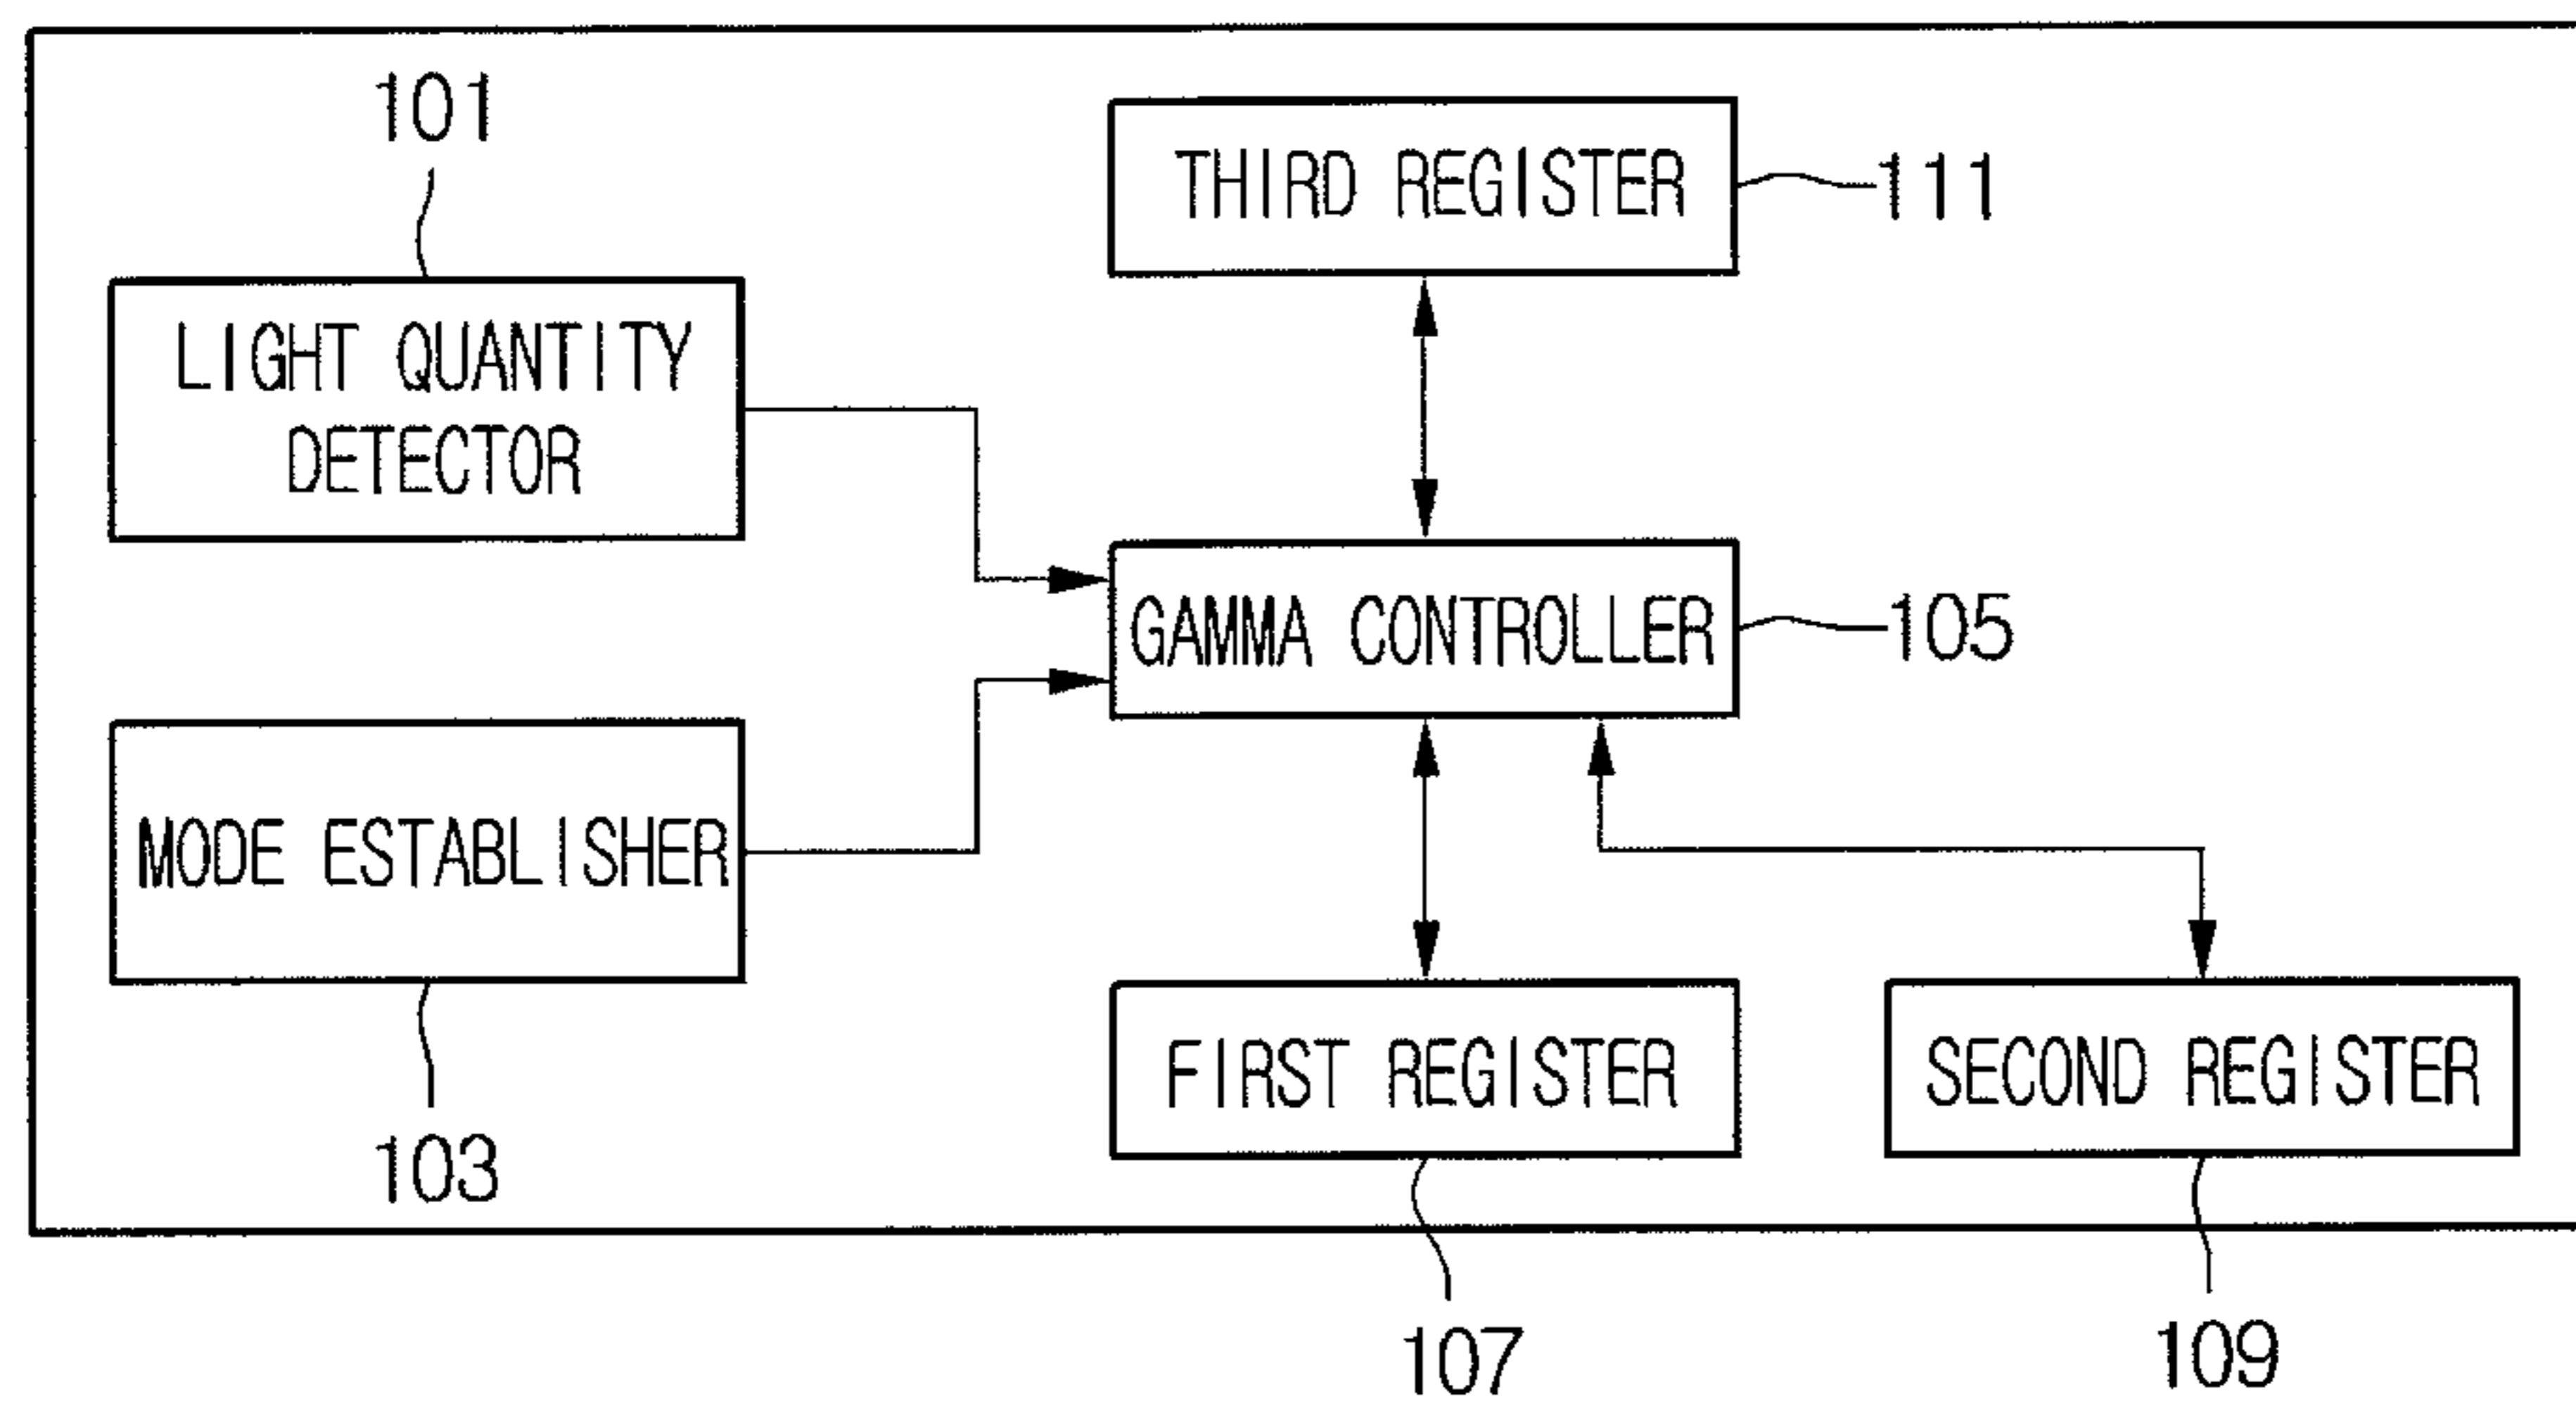 101
THIRD REGISTER
111
LIGHT QUANTITY
DETECTOR
GAMMA CONTROLLER
105
MODE ESTABLISHER
103
FIRST REGISTER
SECOND REGISTER
107
109